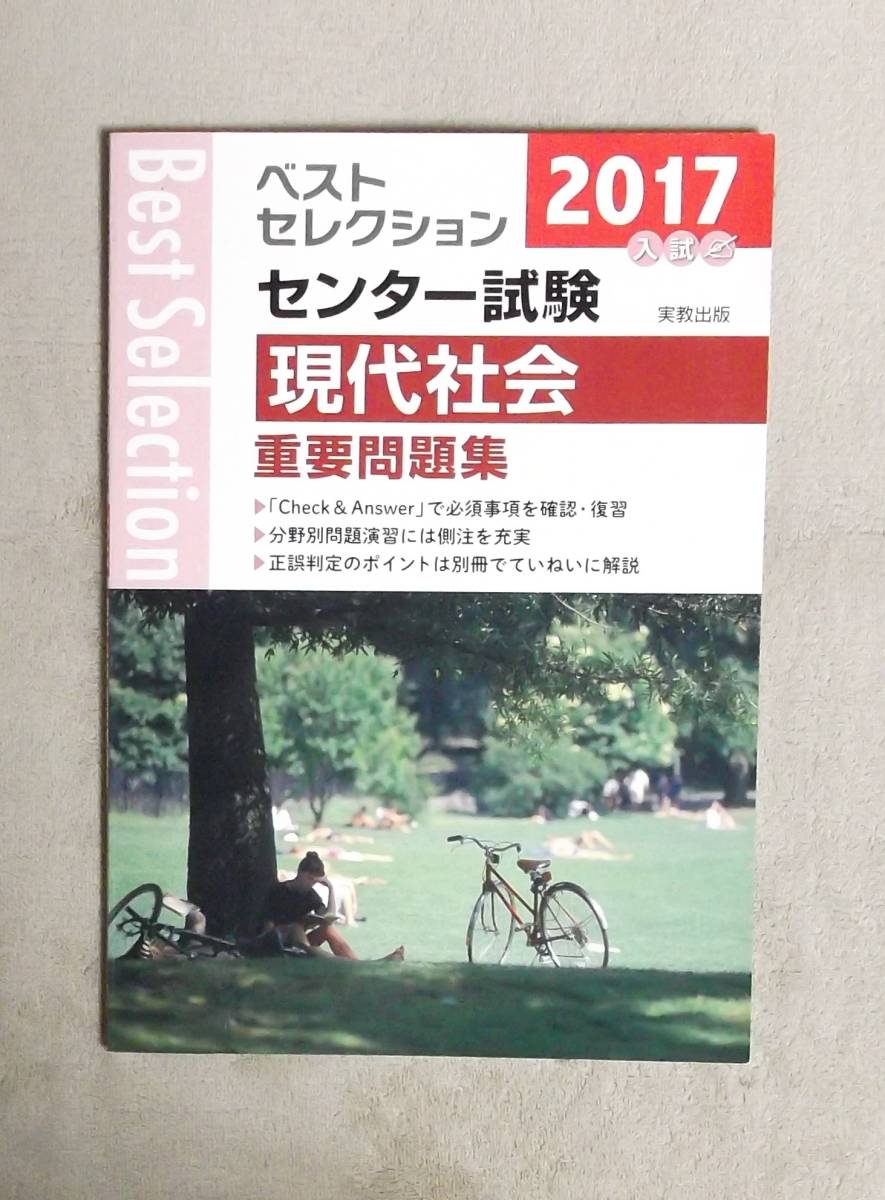 Best Selection
ベスト
セレクション
2017
入試
センター試験
実教出版
現代社会
重要問題集
▶「Check & Answer」で必須事項を確認・復習
▶分野別問題演習には側注を充実
▶正誤判定のポイントは別冊でていねいに解説